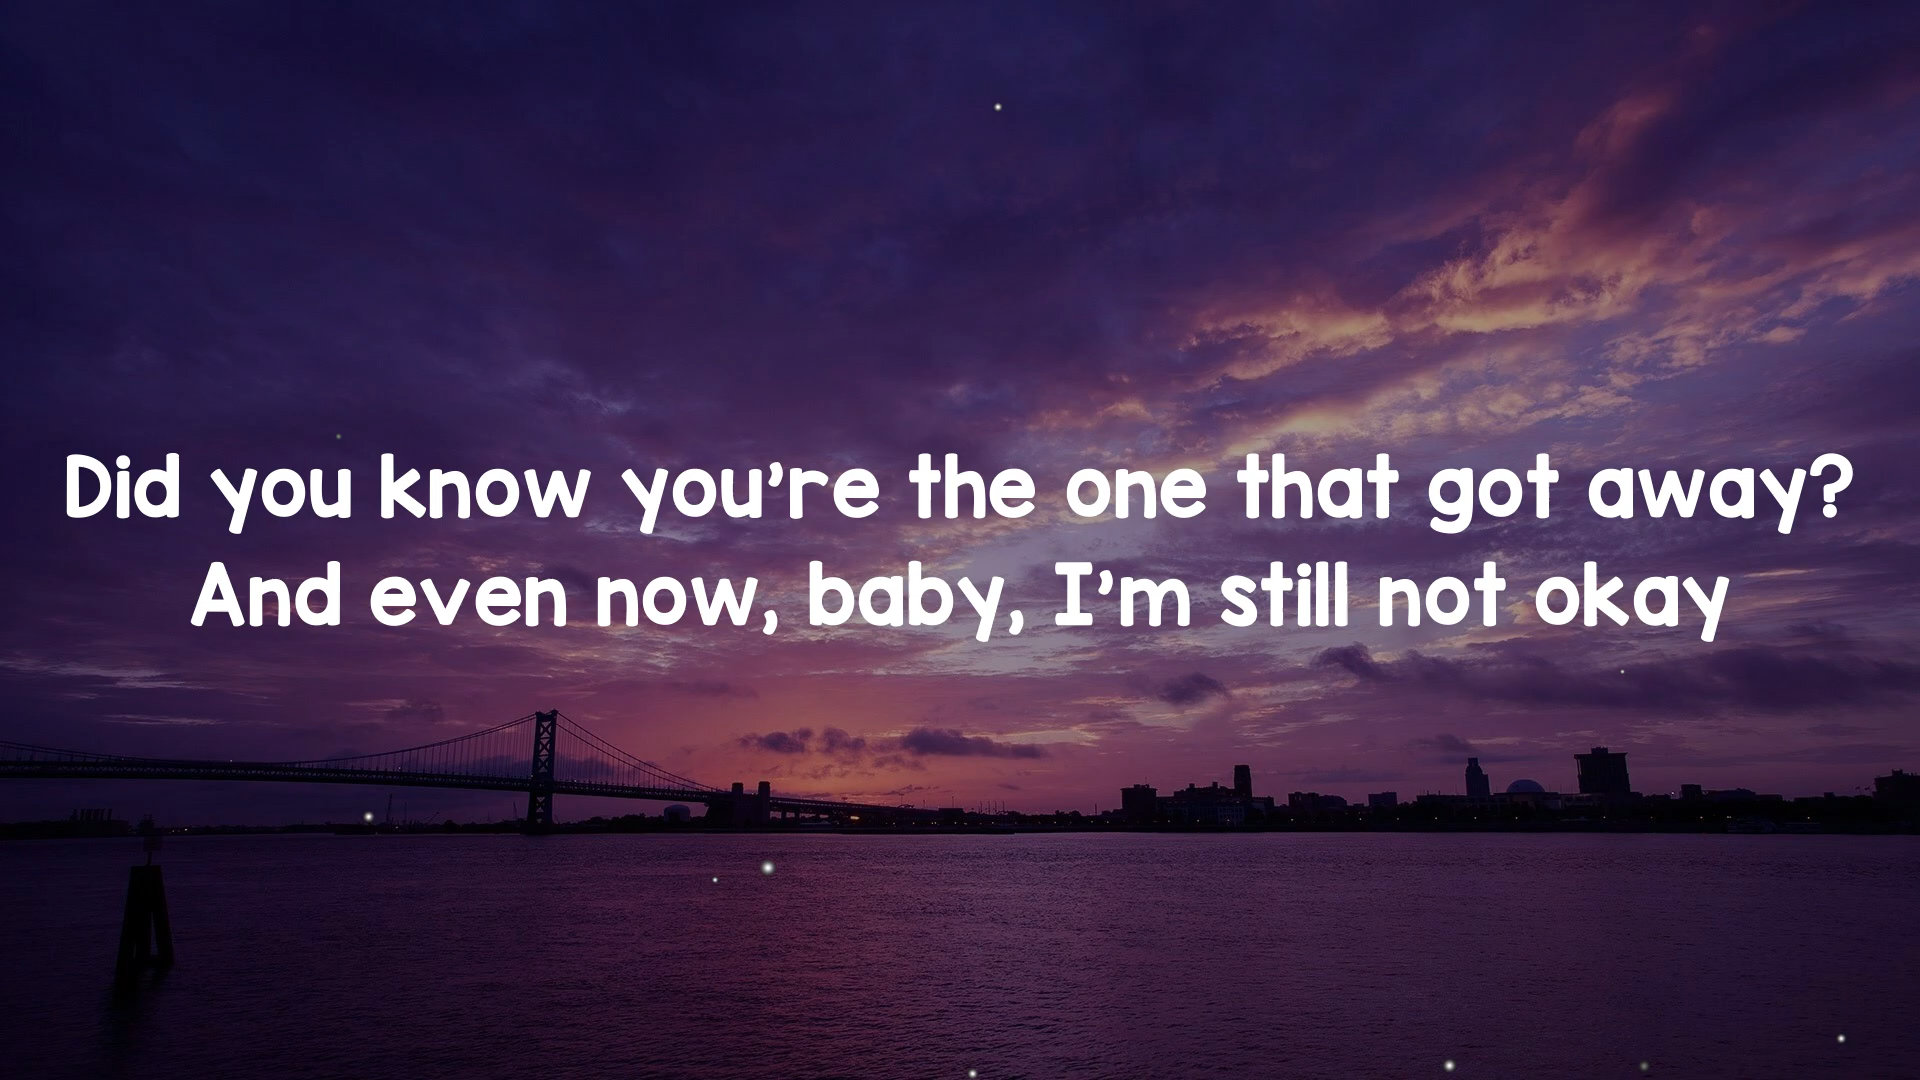 Did you know you're the one that got away?
And even now, baby, I'm still not okay